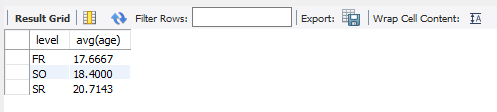 Result Grid Filter Rows: Export: Wrap Cell Content: IA
level avg(age)
FR 17.6667
SO 18.4000
SR 20.7143